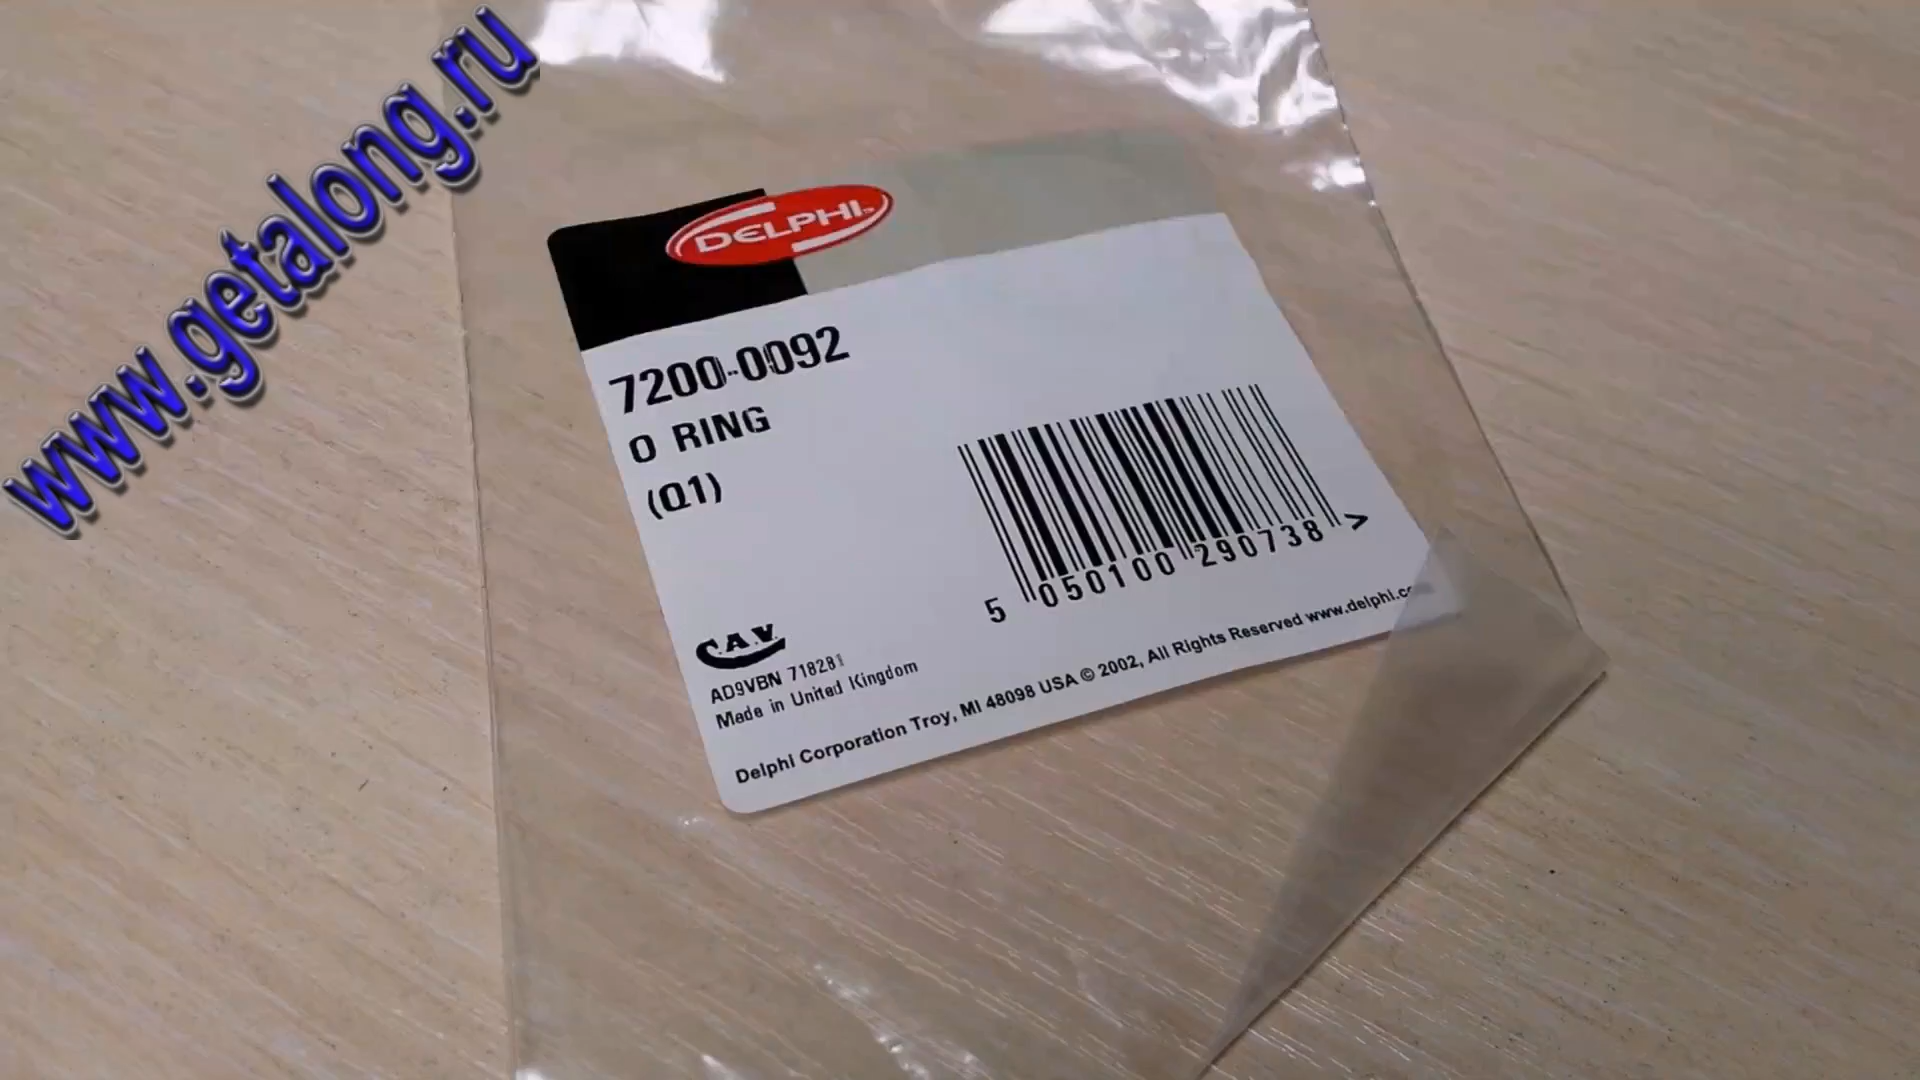 www.getalong.ru
DELPHI
7200-0092
O RING
(Q1)
5 050100 290738 >
C.A.V.
AD9VBN 718281
Made in United Kingdom
Delphi Corporation Troy, MI 48098 USA © 2002, All Rights Reserved www.delphi.com